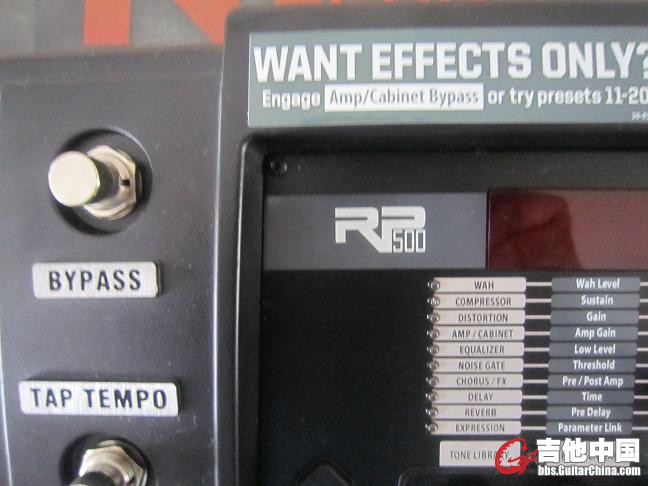 WANT EFFECTS ONLY?
Engage Amp/Cabinet Bypass or try presets 11-20
RP500
BYPASS
TAP TEMPO
WAH Wah Level
COMPRESSOR Sustain
DISTORTION Gain
AMP / CABINET Amp Gain
EQUALIZER Low Level
NOISE GATE Threshold
CHORUS / FX Pre / Post Amp
DELAY Time
REVERB Pre Delay
EXPRESSION Parameter Link
TONE LIBRARY
吉他中国
bbs.GuitarChina.com